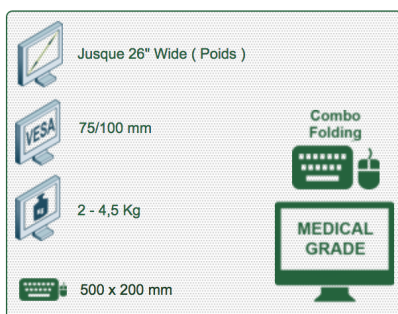 Jusque 26" Wide ( Poids )
VESA
75/100 mm
Combo
Folding
KG
2 - 4,5 Kg
MEDICAL
GRADE
500 x 200 mm